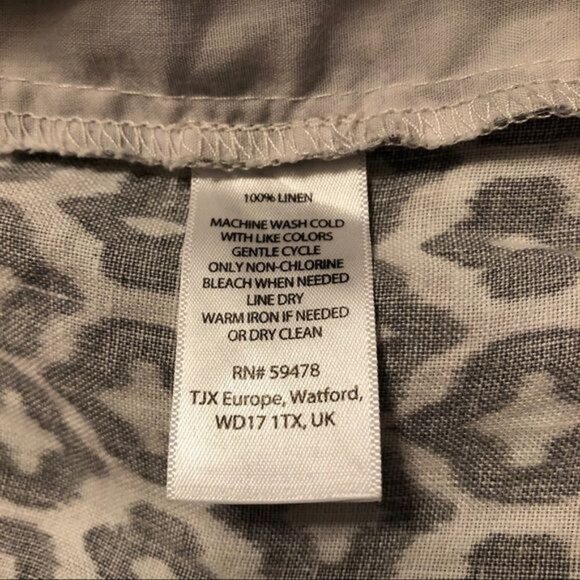 100% LINEN
MACHINE WASH COLD
WITH LIKE COLORS
GENTLE CYCLE
ONLY NON-CHLORINE
BLEACH WHEN NEEDED
LINE DRY
WARM IRON IF NEEDED
OR DRY CLEAN
RN# 59478
TJX Europe, Watford,
WD17 1TX, UK